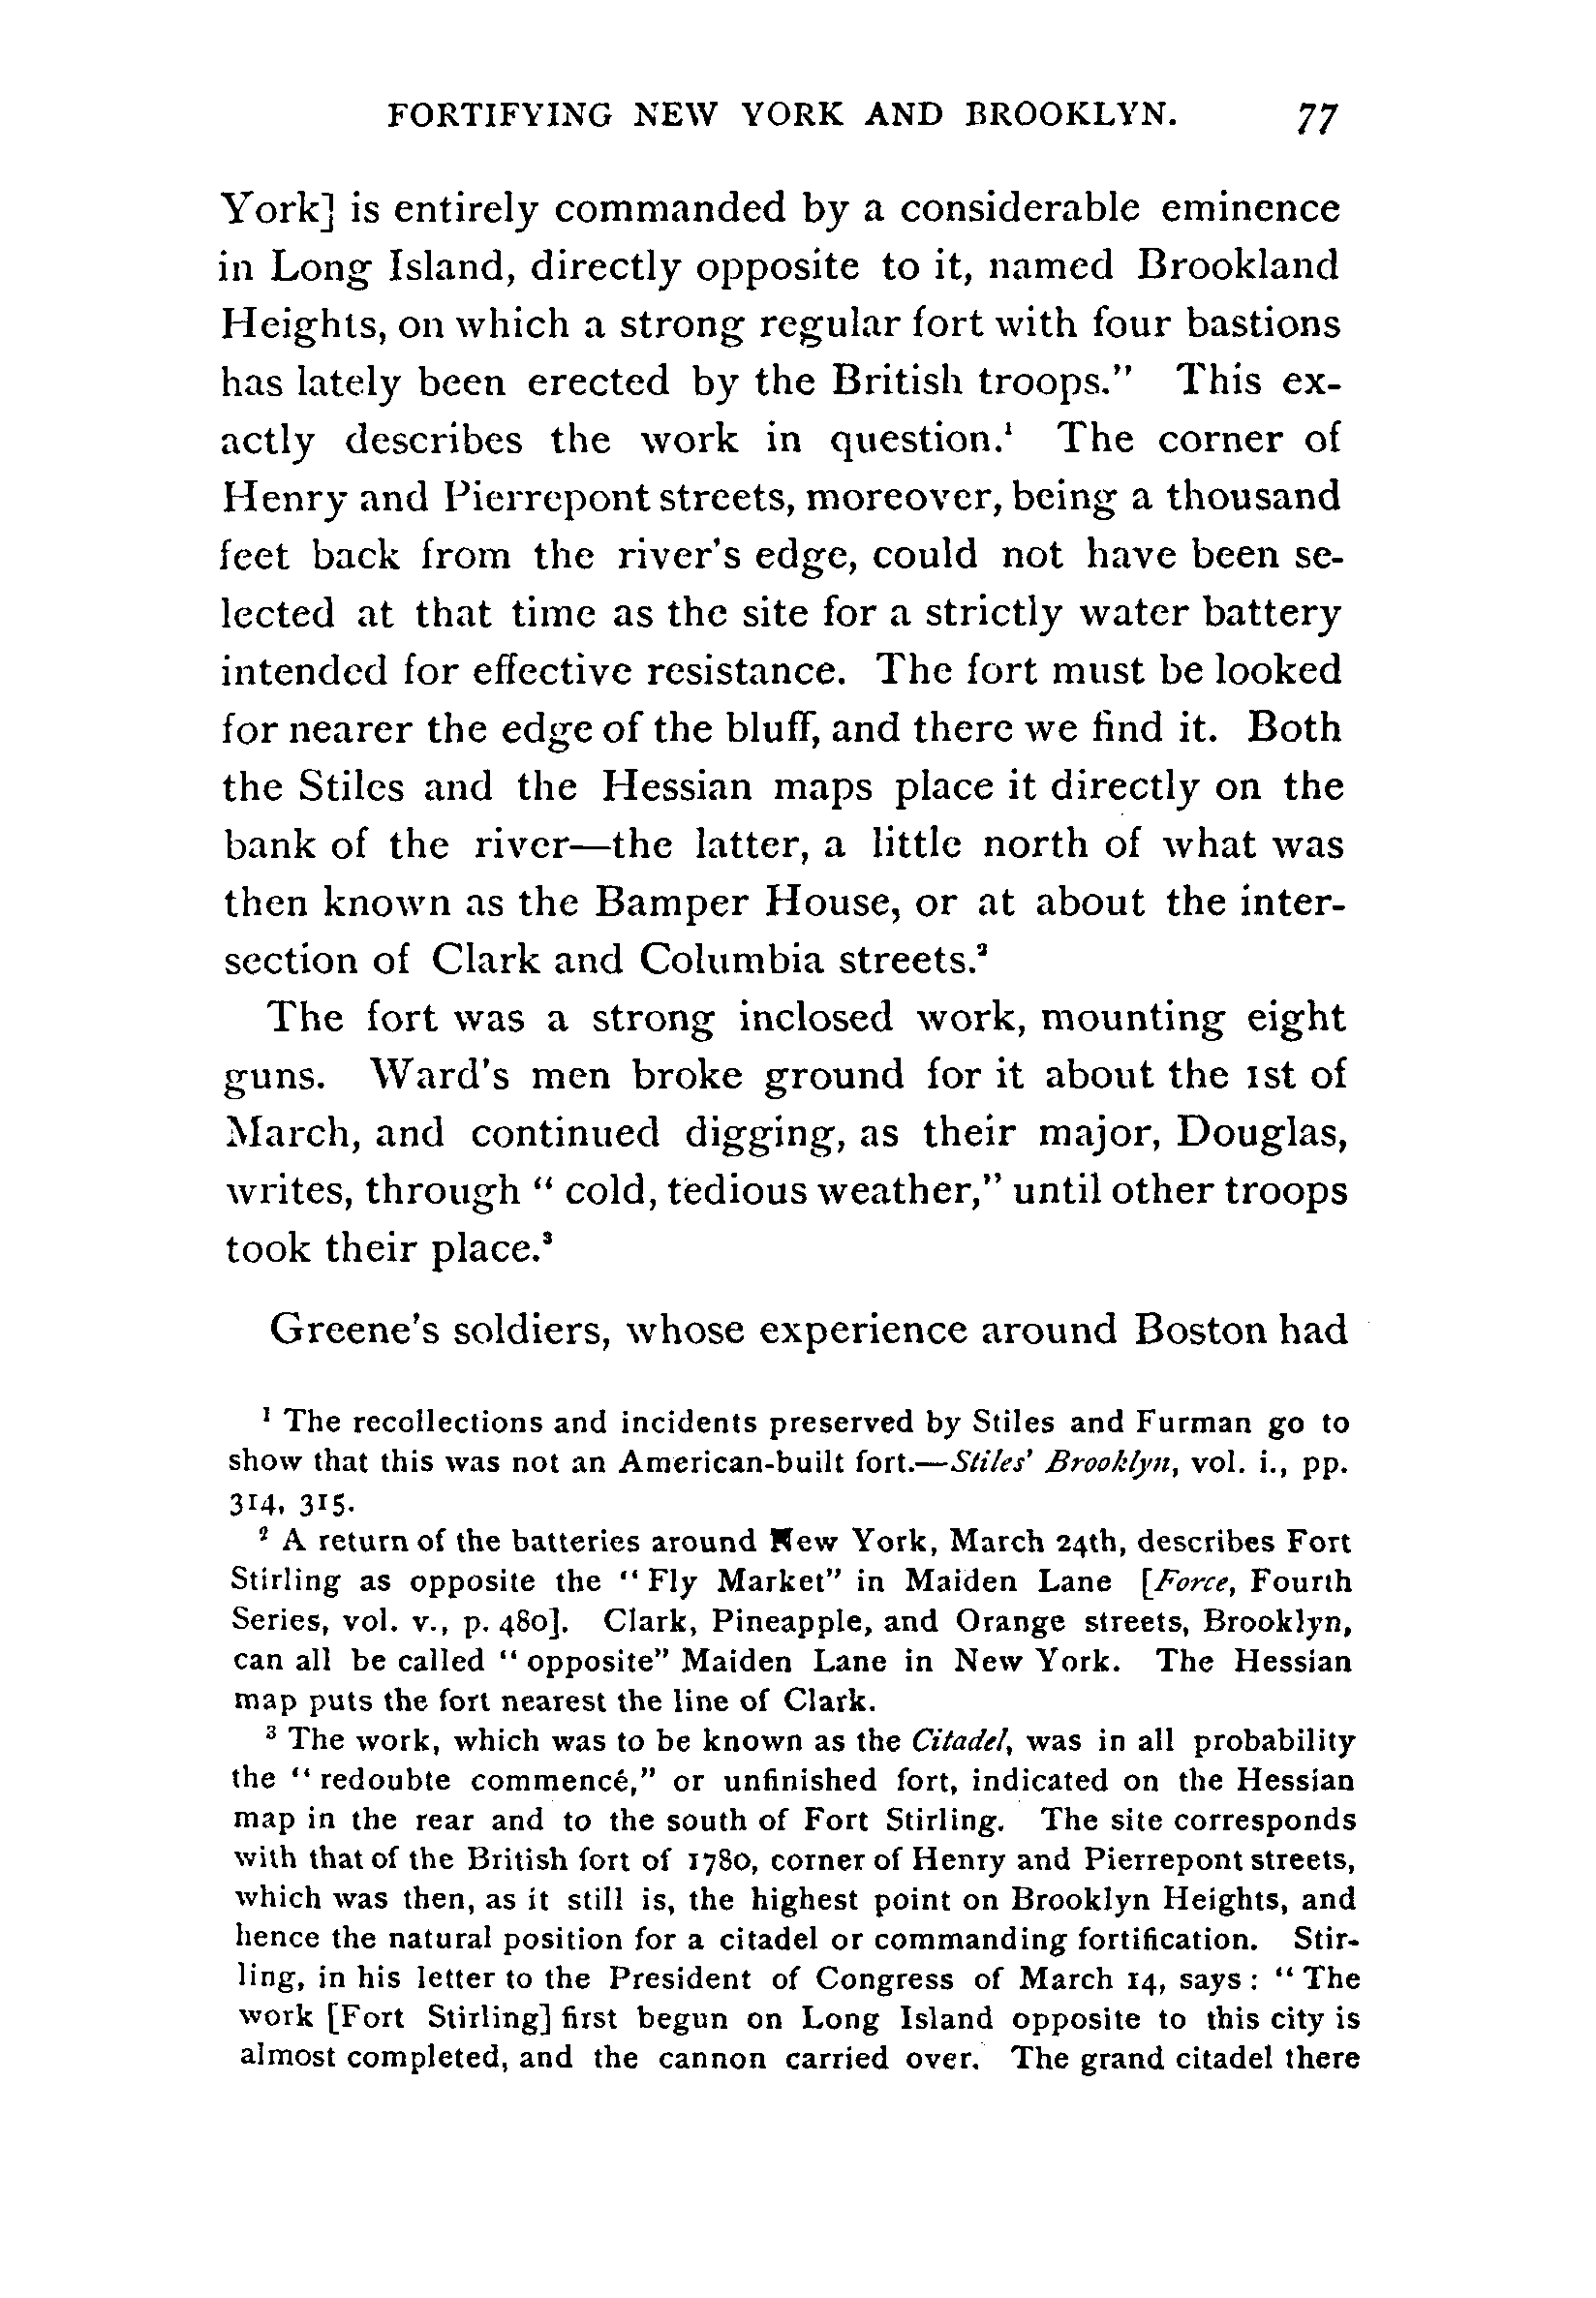 FORTIFYING NEW YORK AND BROOKLYN. 77
York] is entirely commanded by a considerable eminence
in Long Island, directly opposite to it, named Brookland
Heights, on which a strong regular fort with four bastions
has lately been erected by the British troops." This ex-
actly describes the work in question.¹ The corner of
Henry and Pierrepont streets, moreover, being a thousand
feet back from the river's edge, could not have been se-
lected at that time as the site for a strictly water battery
intended for effective resistance. The fort must be looked
for nearer the edge of the bluff, and there we find it. Both
the Stiles and the Hessian maps place it directly on the
bank of the river—the latter, a little north of what was
then known as the Bamper House, or at about the inter-
section of Clark and Columbia streets.²
The fort was a strong inclosed work, mounting eight
guns. Ward's men broke ground for it about the 1st of
March, and continued digging, as their major, Douglas,
writes, through " cold, tedious weather," until other troops
took their place.³
Greene's soldiers, whose experience around Boston had
¹ The recollections and incidents preserved by Stiles and Furman go to
show that this was not an American-built fort.—Stiles' Brooklyn, vol. i., pp.
314, 315.
² A return of the batteries around New York, March 24th, describes Fort
Stirling as opposite the " Fly Market" in Maiden Lane [Force, Fourth
Series, vol. v., p. 480]. Clark, Pineapple, and Orange streets, Brooklyn,
can all be called " opposite" Maiden Lane in New York. The Hessian
map puts the fort nearest the line of Clark.
³ The work, which was to be known as the Citadel, was in all probability
the " redoubte commencé," or unfinished fort, indicated on the Hessian
map in the rear and to the south of Fort Stirling. The site corresponds
with that of the British fort of 1780, corner of Henry and Pierrepont streets,
which was then, as it still is, the highest point on Brooklyn Heights, and
hence the natural position for a citadel or commanding fortification. Stir-
ling, in his letter to the President of Congress of March 14, says : " The
work [Fort Stirling] first begun on Long Island opposite to this city is
almost completed, and the cannon carried over. The grand citadel there